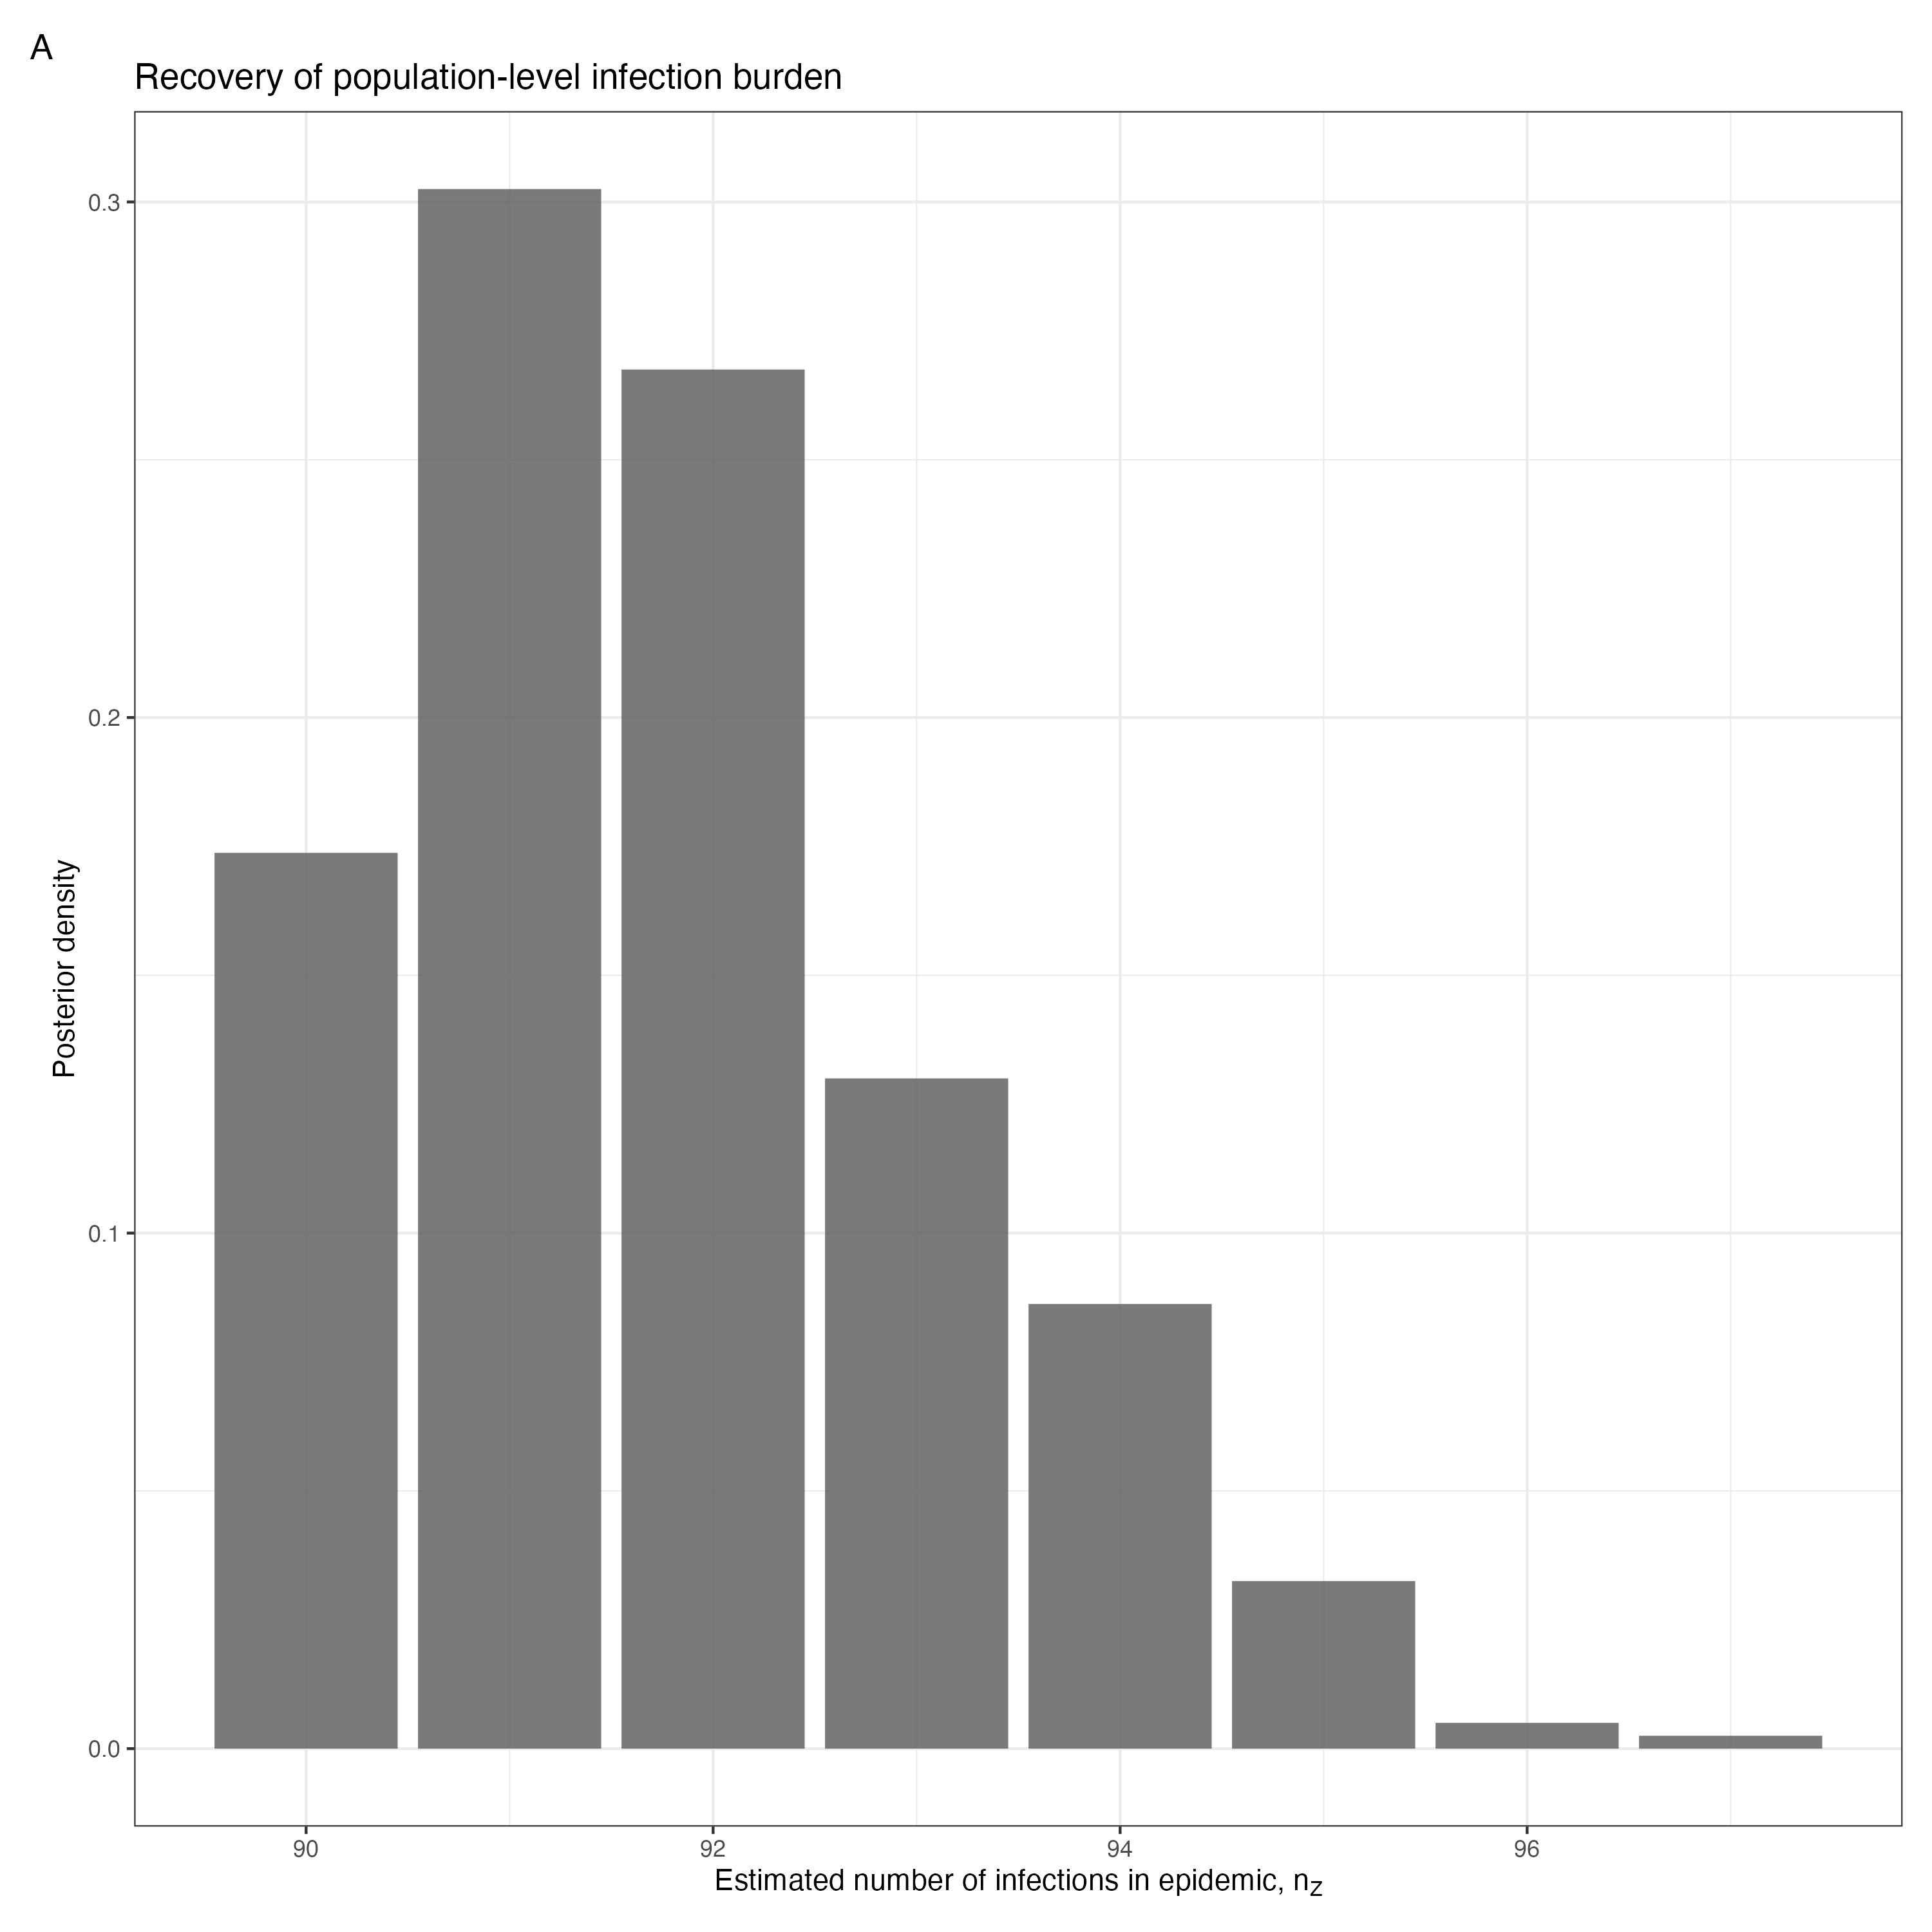 A
Recovery of population-level infection burden
0.3
0.2
0.1
0.0
Posterior density
90 92 94 96
Estimated number of infections in epidemic, nZ